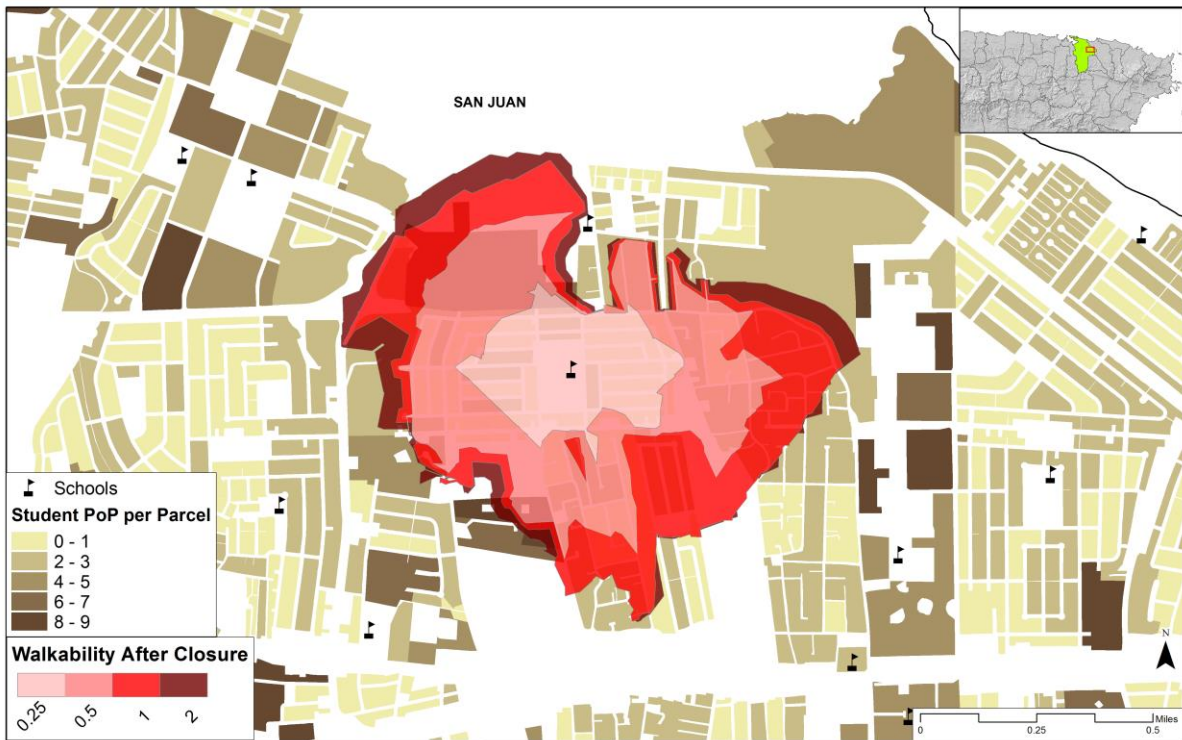 SAN JUAN
Schools
Student PoP per Parcel
0 - 1
2 - 3
4 - 5
6 - 7
8 - 9
Walkability After Closure
0.25 0.5 1 2
N
Miles
0 0.25 0.5